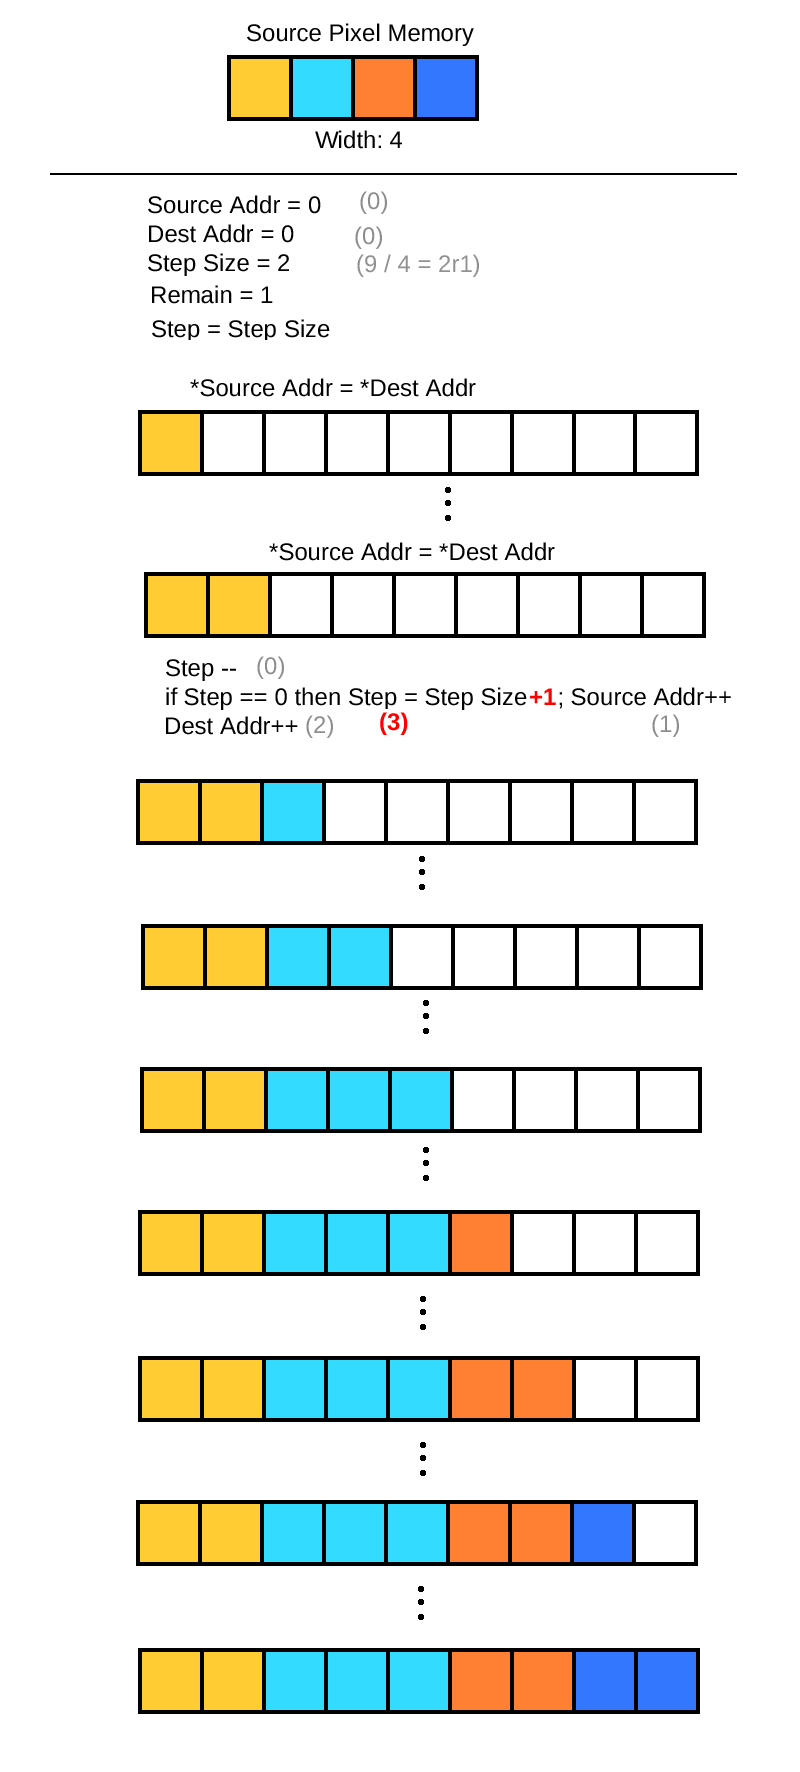 Source Pixel Memory
Width: 4
Source Addr = 0 (0)
Dest Addr = 0 (0)
Step Size = 2 (9 / 4 = 2r1)
Remain = 1
Step = Step Size
*Source Addr = *Dest Addr
*Source Addr = *Dest Addr
Step -- (0)
if Step == 0 then Step = Step Size+1; Source Addr++
Dest Addr++ (2) (3) (1)